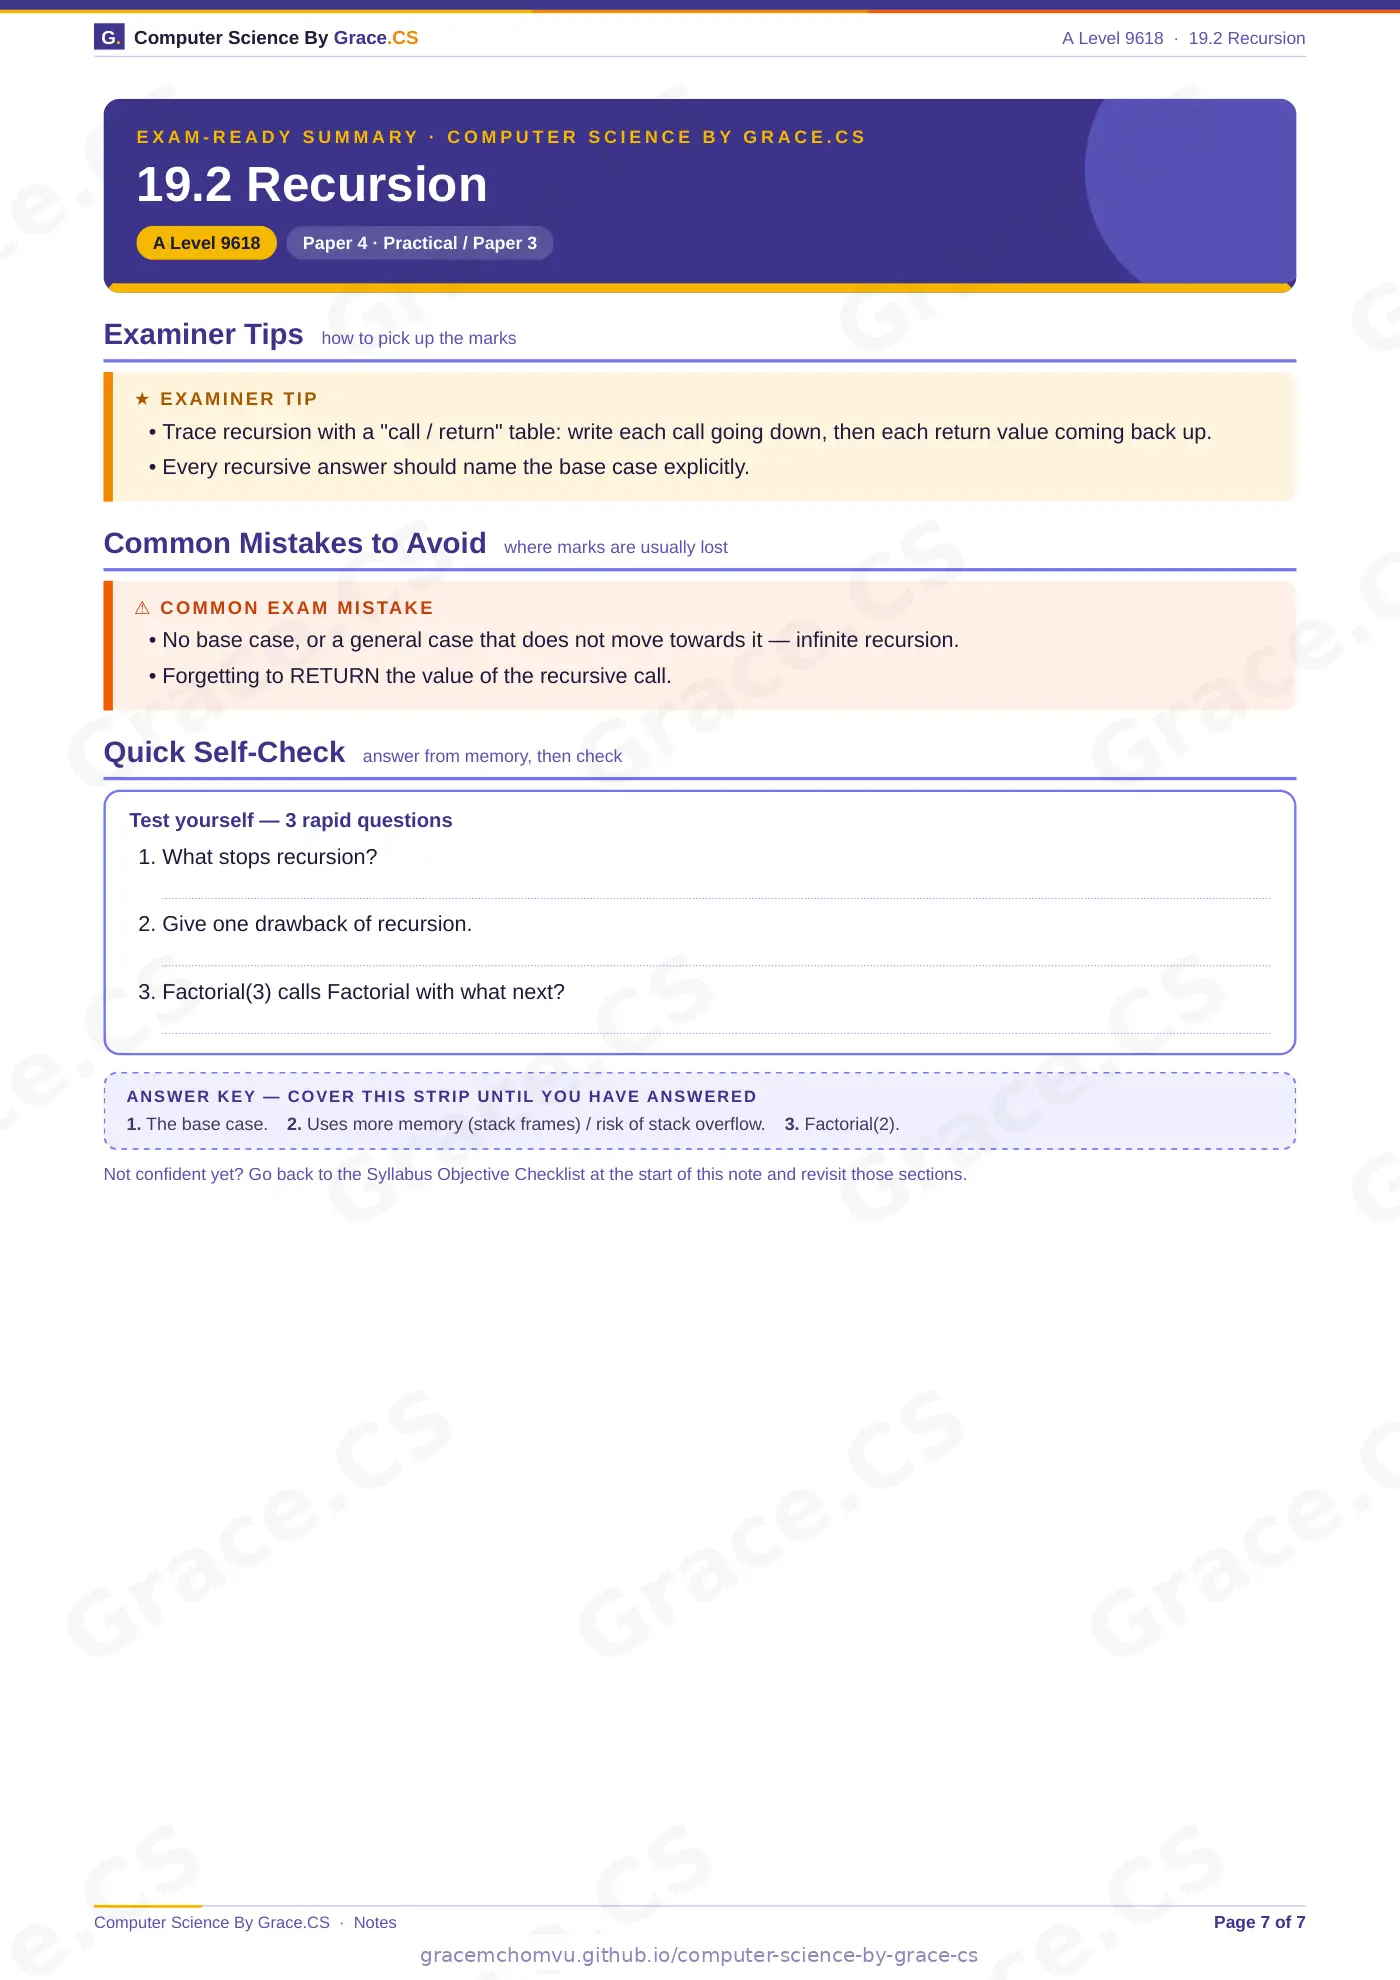 G. Computer Science By Grace.CS
A Level 9618 · 19.2 Recursion
EXAM-READY SUMMARY · COMPUTER SCIENCE BY GRACE.CS
19.2 Recursion
A Level 9618
Paper 4 · Practical / Paper 3
Examiner Tips how to pick up the marks
★ EXAMINER TIP
• Trace recursion with a "call / return" table: write each call going down, then each return value coming back up.
• Every recursive answer should name the base case explicitly.
Common Mistakes to Avoid where marks are usually lost
⚠ COMMON EXAM MISTAKE
• No base case, or a general case that does not move towards it — infinite recursion.
• Forgetting to RETURN the value of the recursive call.
Quick Self-Check answer from memory, then check
Test yourself — 3 rapid questions
1. What stops recursion?
2. Give one drawback of recursion.
3. Factorial(3) calls Factorial with what next?
ANSWER KEY — COVER THIS STRIP UNTIL YOU HAVE ANSWERED
1. The base case. 2. Uses more memory (stack frames) / risk of stack overflow. 3. Factorial(2).
Not confident yet? Go back to the Syllabus Objective Checklist at the start of this note and revisit those sections.
Computer Science By Grace.CS · Notes
Page 7 of 7
gracemchomvu.github.io/computer-science-by-grace-cs